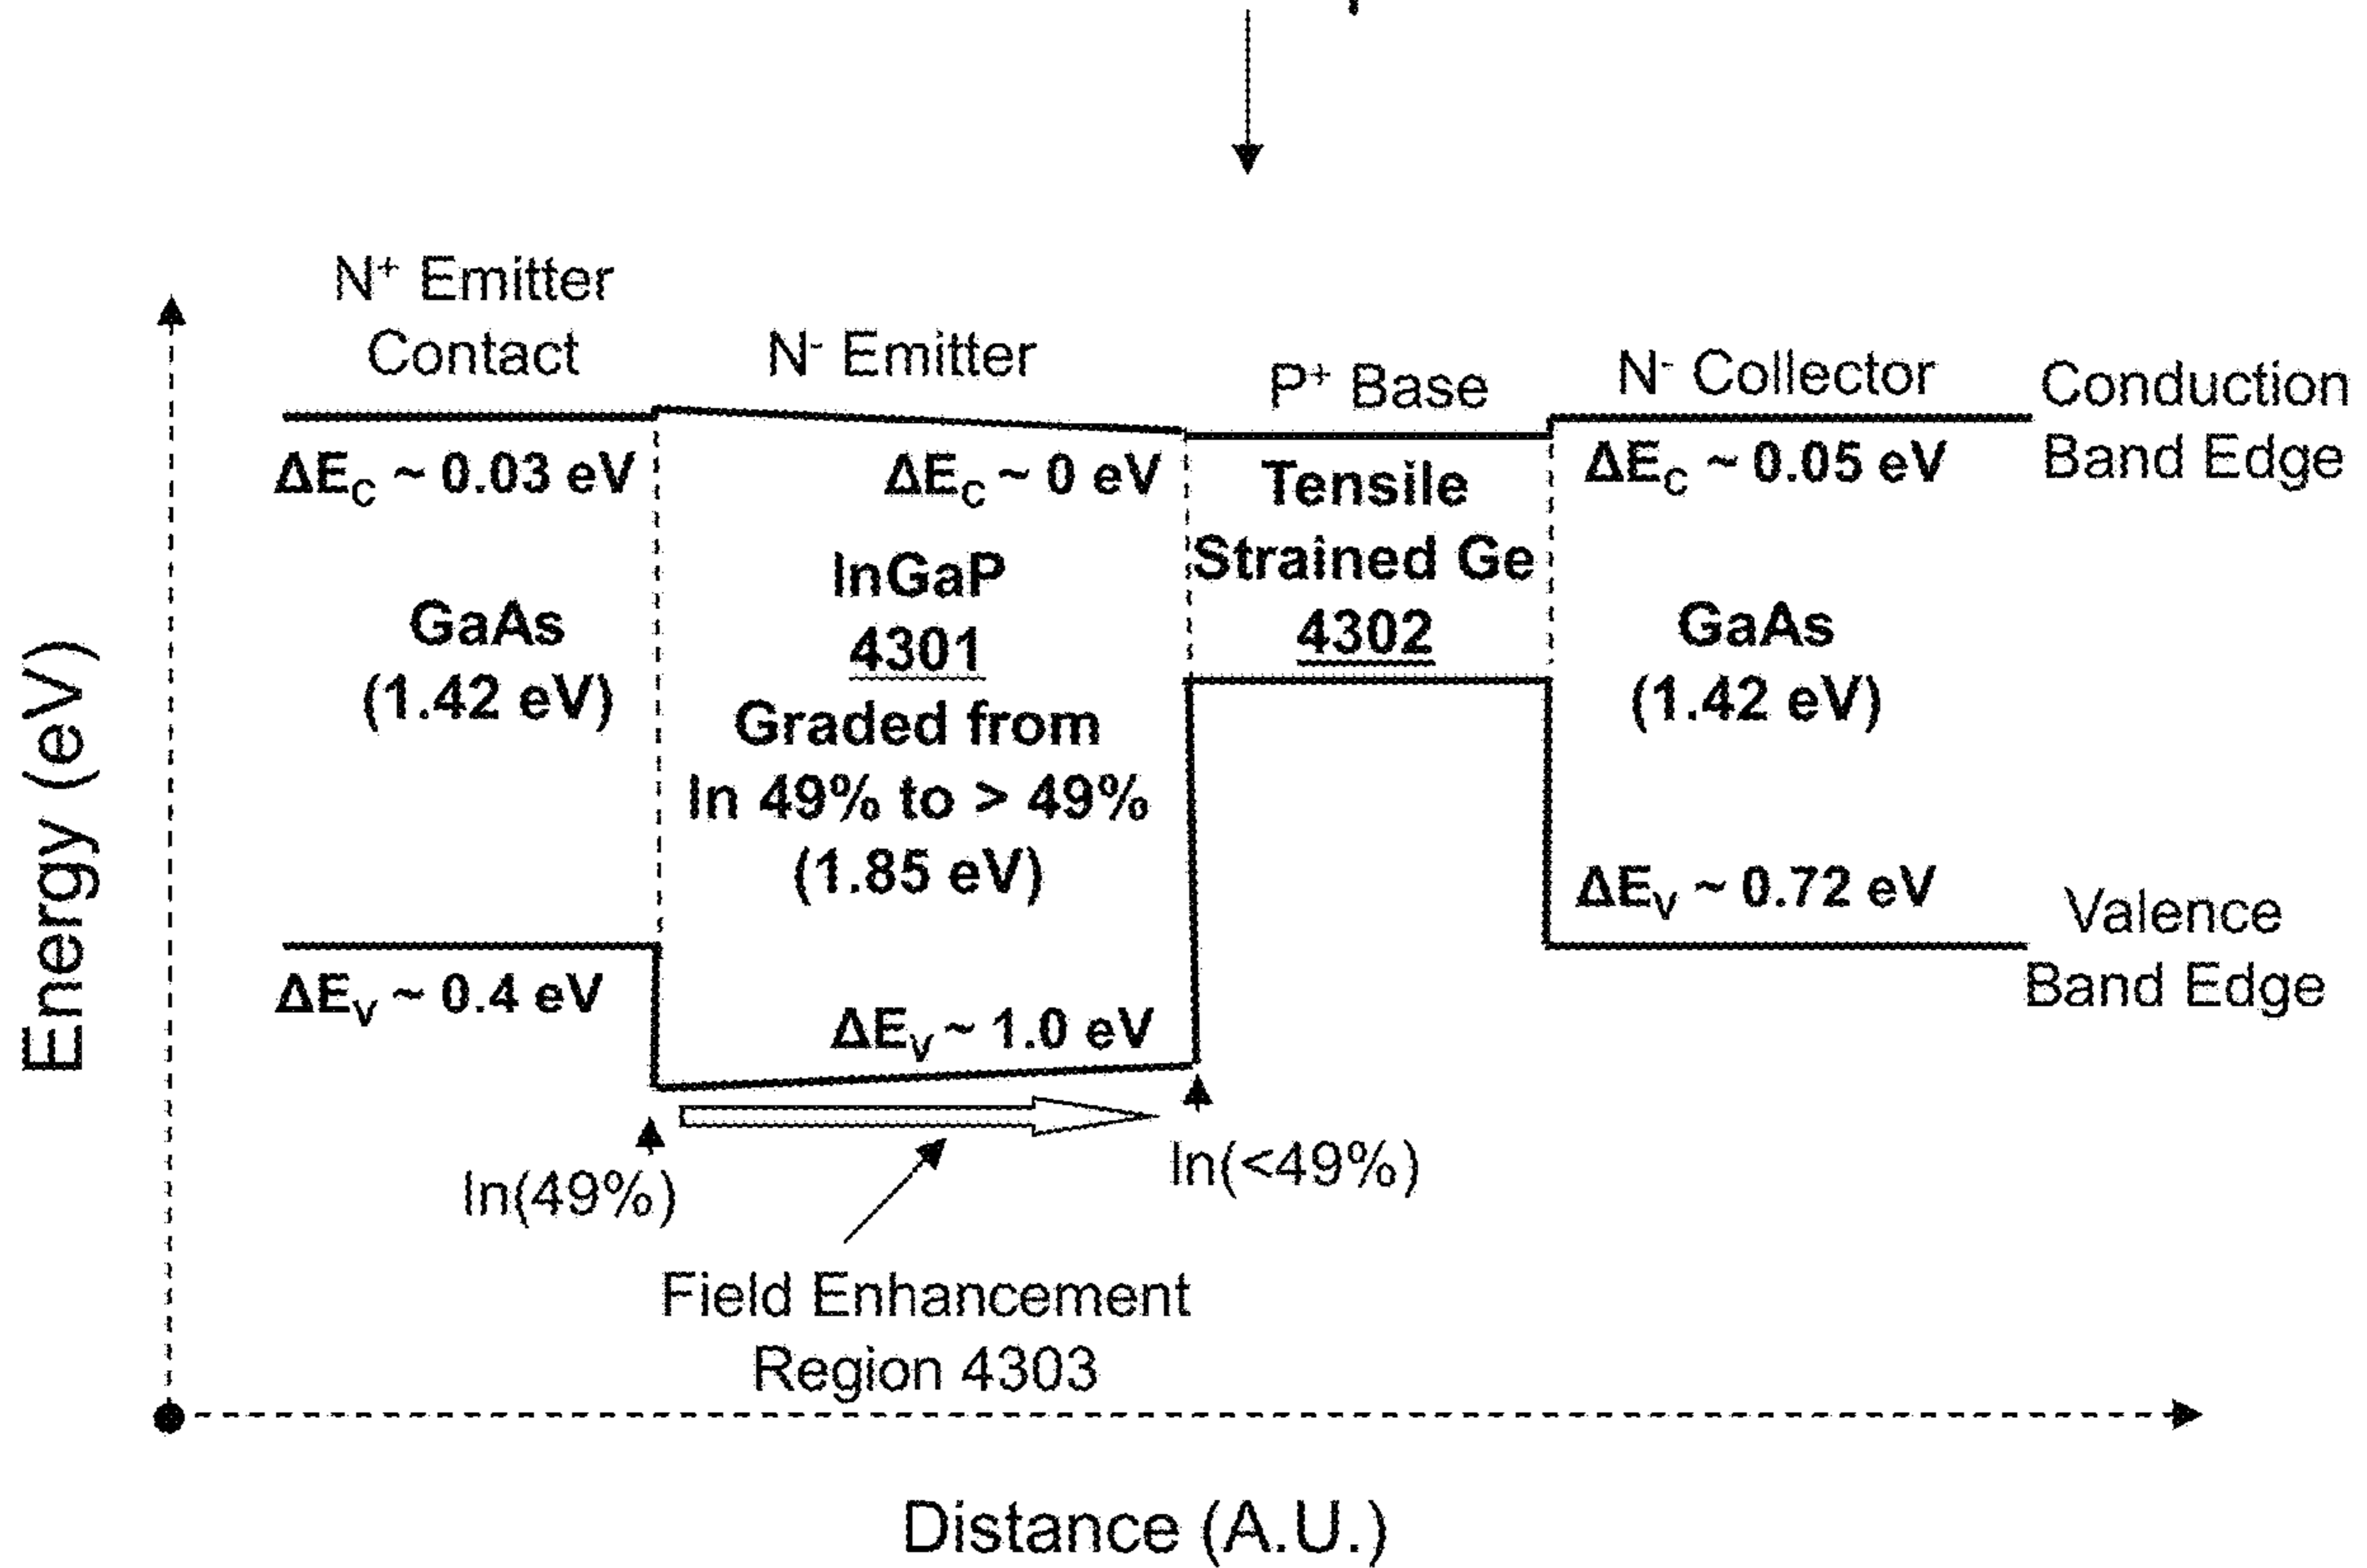 N⁺ Emitter
Contact
N⁻ Emitter
P⁺ Base
N⁻ Collector
Conduction
Band Edge
ΔE_C ~ 0.03 eV
ΔE_C ~ 0 eV
Tensile
Strained Ge
4302
ΔE_C ~ 0.05 eV
GaAs
(1.42 eV)
InGaP
4301
Graded from
In 49% to > 49%
(1.85 eV)
GaAs
(1.42 eV)
ΔE_V ~ 0.4 eV
ΔE_V ~ 1.0 eV
ΔE_V ~ 0.72 eV
Valence
Band Edge
In(49%)
In(<49%)
Field Enhancement
Region 4303
Energy (eV)
Distance (A.U.)